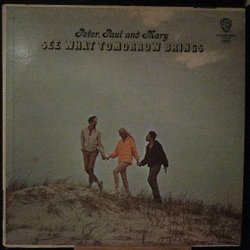 Peter, Paul and Mary
SEE WHAT TOMORROW BRINGS